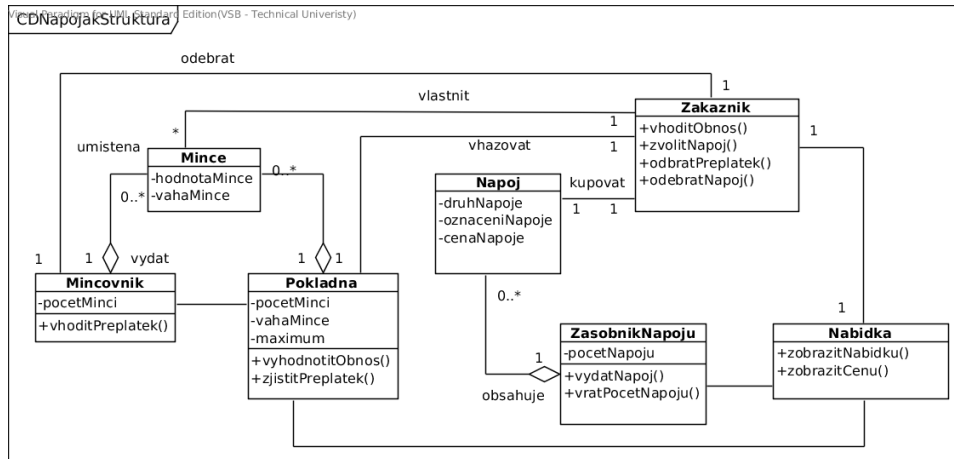 Visual Paradigm for UML Standard Edition(VSB - Technical Univeristy)
CDNapojakStruktura
odebrat
vlastnit
1
Zakaznik
+vhoditObnos()
+zvolitNapoj()
+odbratPreplatek()
+odebratNapoj()
1
1
1
*
umistena
vhazovat
Mince
-hodnotaMince
-vahaMince
0..*
0..*
Napoj
-druhNapoje
-oznaceniNapoje
-cenaNapoje
kupovat
1
1
1
1
vydat
1
Mincovnik
-pocetMinci
+vhoditPreplatek()
Pokladna
-pocetMinci
-vahaMince
-maximum
+vyhodnotitObnos()
+zjistitPreplatek()
0..*
1
obsahuje
ZasobnikNapoju
-pocetNapoju
+vydatNapoj()
+vratPocetNapoju()
1
Nabidka
+zobrazitNabidku()
+zobrazitCenu()